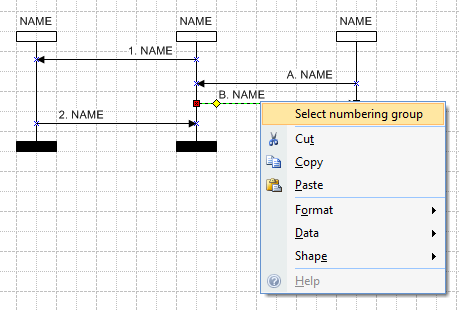 NAME NAME NAME
1. NAME
A. NAME
B. NAME
2. NAME
Select numbering group
Cut
Copy
Paste
Format
Data
Shape
Help